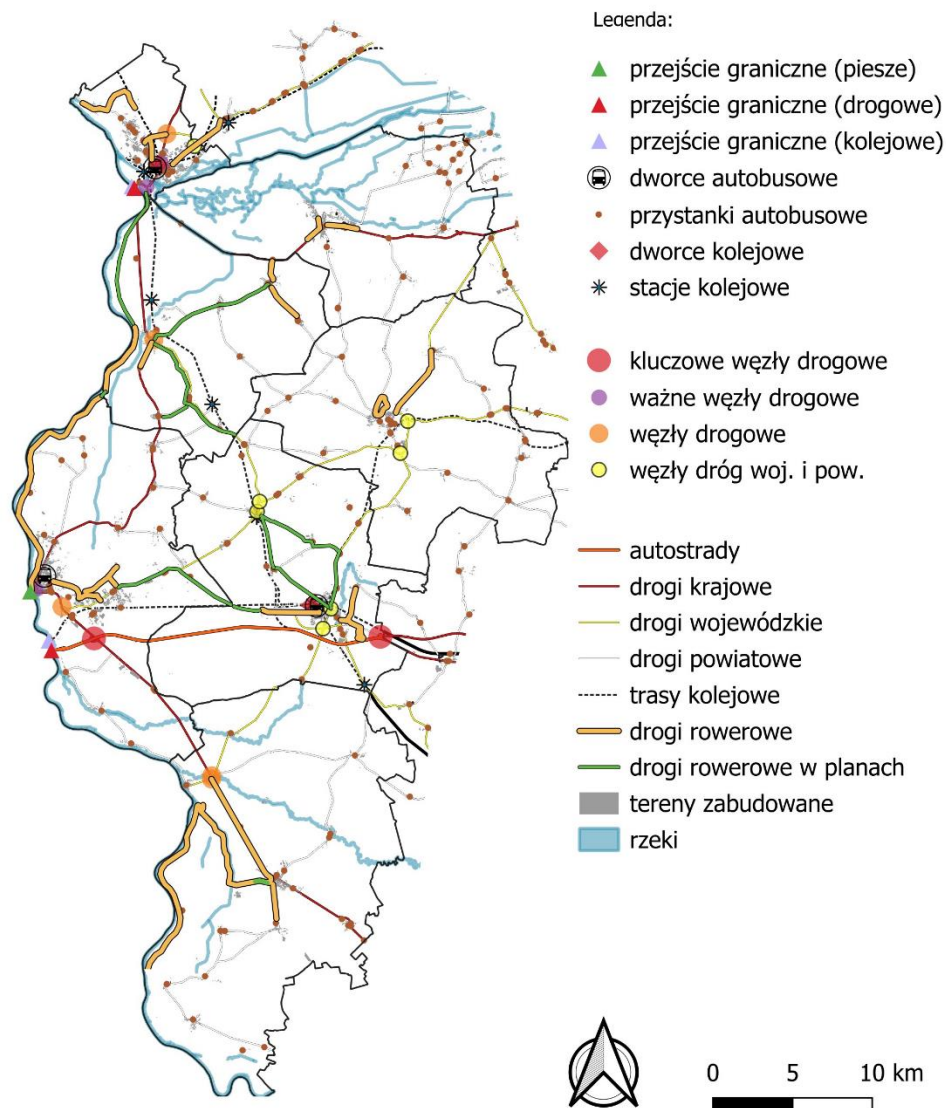 Legenda:
przejście graniczne (piesze)
przejście graniczne (drogowe)
przejście graniczne (kolejowe)
dworce autobusowe
przystanki autobusowe
dworce kolejowe
stacje kolejowe
kluczowe węzły drogowe
ważne węzły drogowe
węzły drogowe
węzły dróg woj. i pow.
autostrady
drogi krajowe
drogi wojewódzkie
drogi powiatowe
trasy kolejowe
drogi rowerowe
drogi rowerowe w planach
tereny zabudowane
rzeki
0 5 10 km